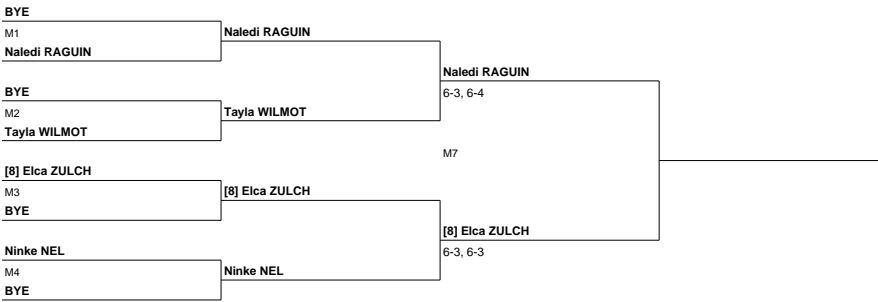 BYE
M1
Naledi RAGUIN
Naledi RAGUIN
BYE
M2
Tayla WILMOT
Tayla WILMOT
Naledi RAGUIN
6-3, 6-4
M7
[8] Elca ZULCH
M3
BYE
[8] Elca ZULCH
Ninke NEL
M4
BYE
Ninke NEL
[8] Elca ZULCH
6-3, 6-3